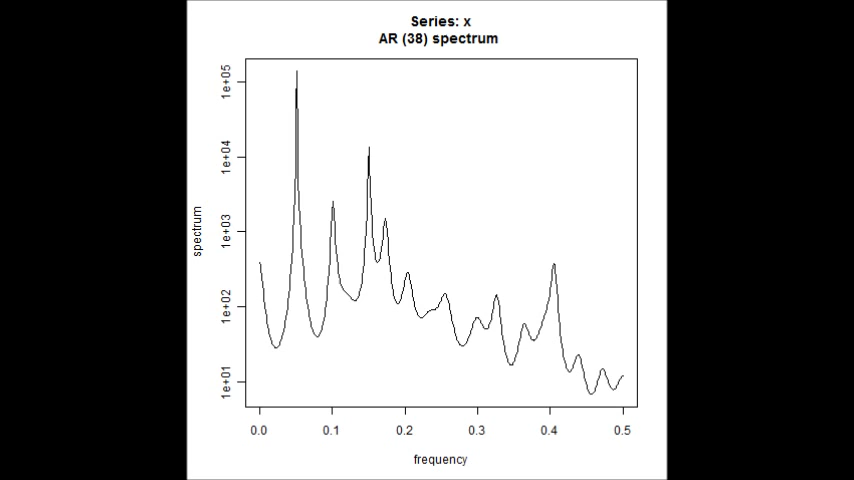 Series: x
AR (38) spectrum
1e+05
1e+04
1e+03
1e+02
1e+01
spectrum
0.0 0.1 0.2 0.3 0.4 0.5
frequency